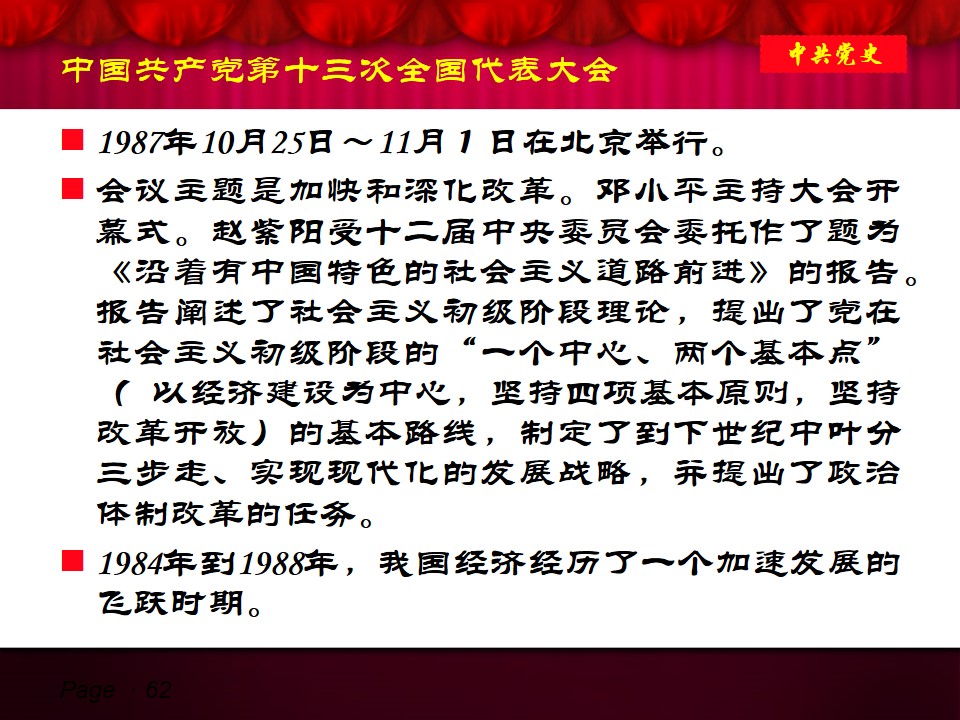 中国共产党第十三次全国代表大会
中共党史
1987年10月25日～11月1日在北京举行。
会议主题是加快和深化改革。邓小平主持大会开
幕式。赵紫阳受十二届中央委员会委托作了题为
《沿着有中国特色的社会主义道路前进》的报告。
报告阐述了社会主义初级阶段理论，提出了党在
社会主义初级阶段的“一个中心、两个基本点”
（ 以经济建设为中心，坚持四项基本原则，坚持
改革开放）的基本路线，制定了到下世纪中叶分
三步走、实现现代化的发展战略，并提出了政治
体制改革的任务。
1984年到1988年，我国经济经历了一个加速发展的
飞跃时期。
Page 62